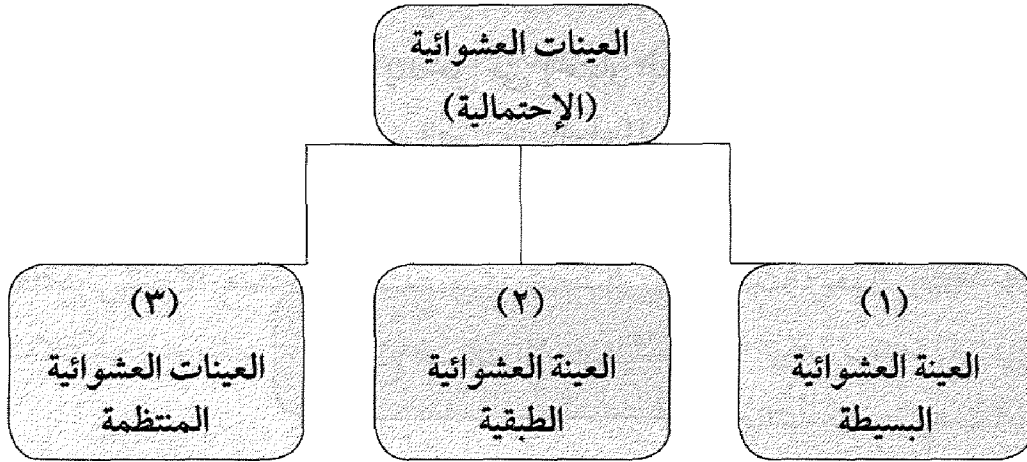 العينات العشوائية
(الإحتمالية)
(١)
العينة العشوائية
البسيطة
(٢)
العينة العشوائية
الطبقية
(٣)
العينات العشوائية
المنتظمة